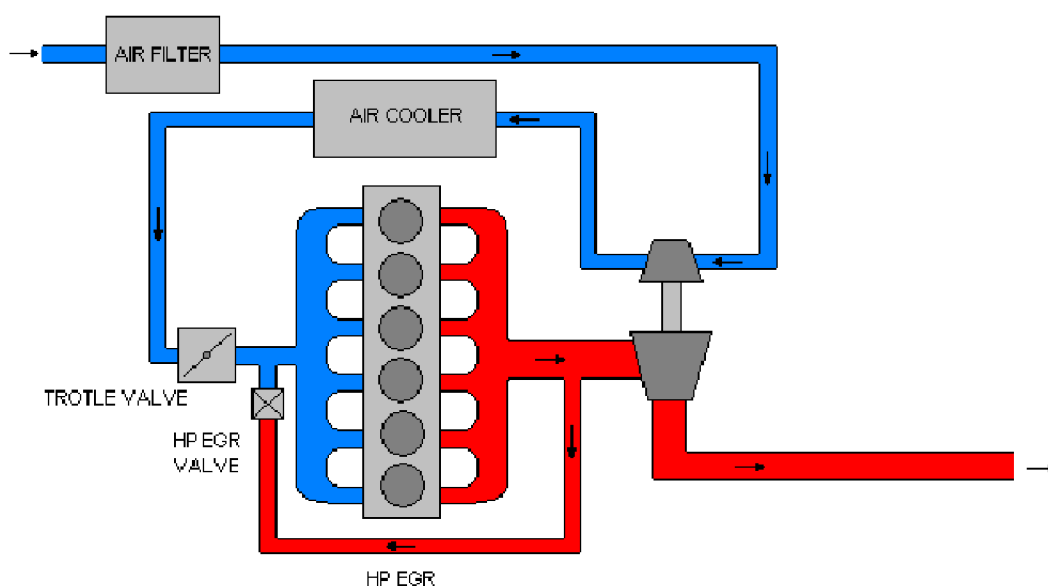 AIR FILTER
AIR COOLER
TROTLE VALVE
HP EGR
VALVE
HP EGR